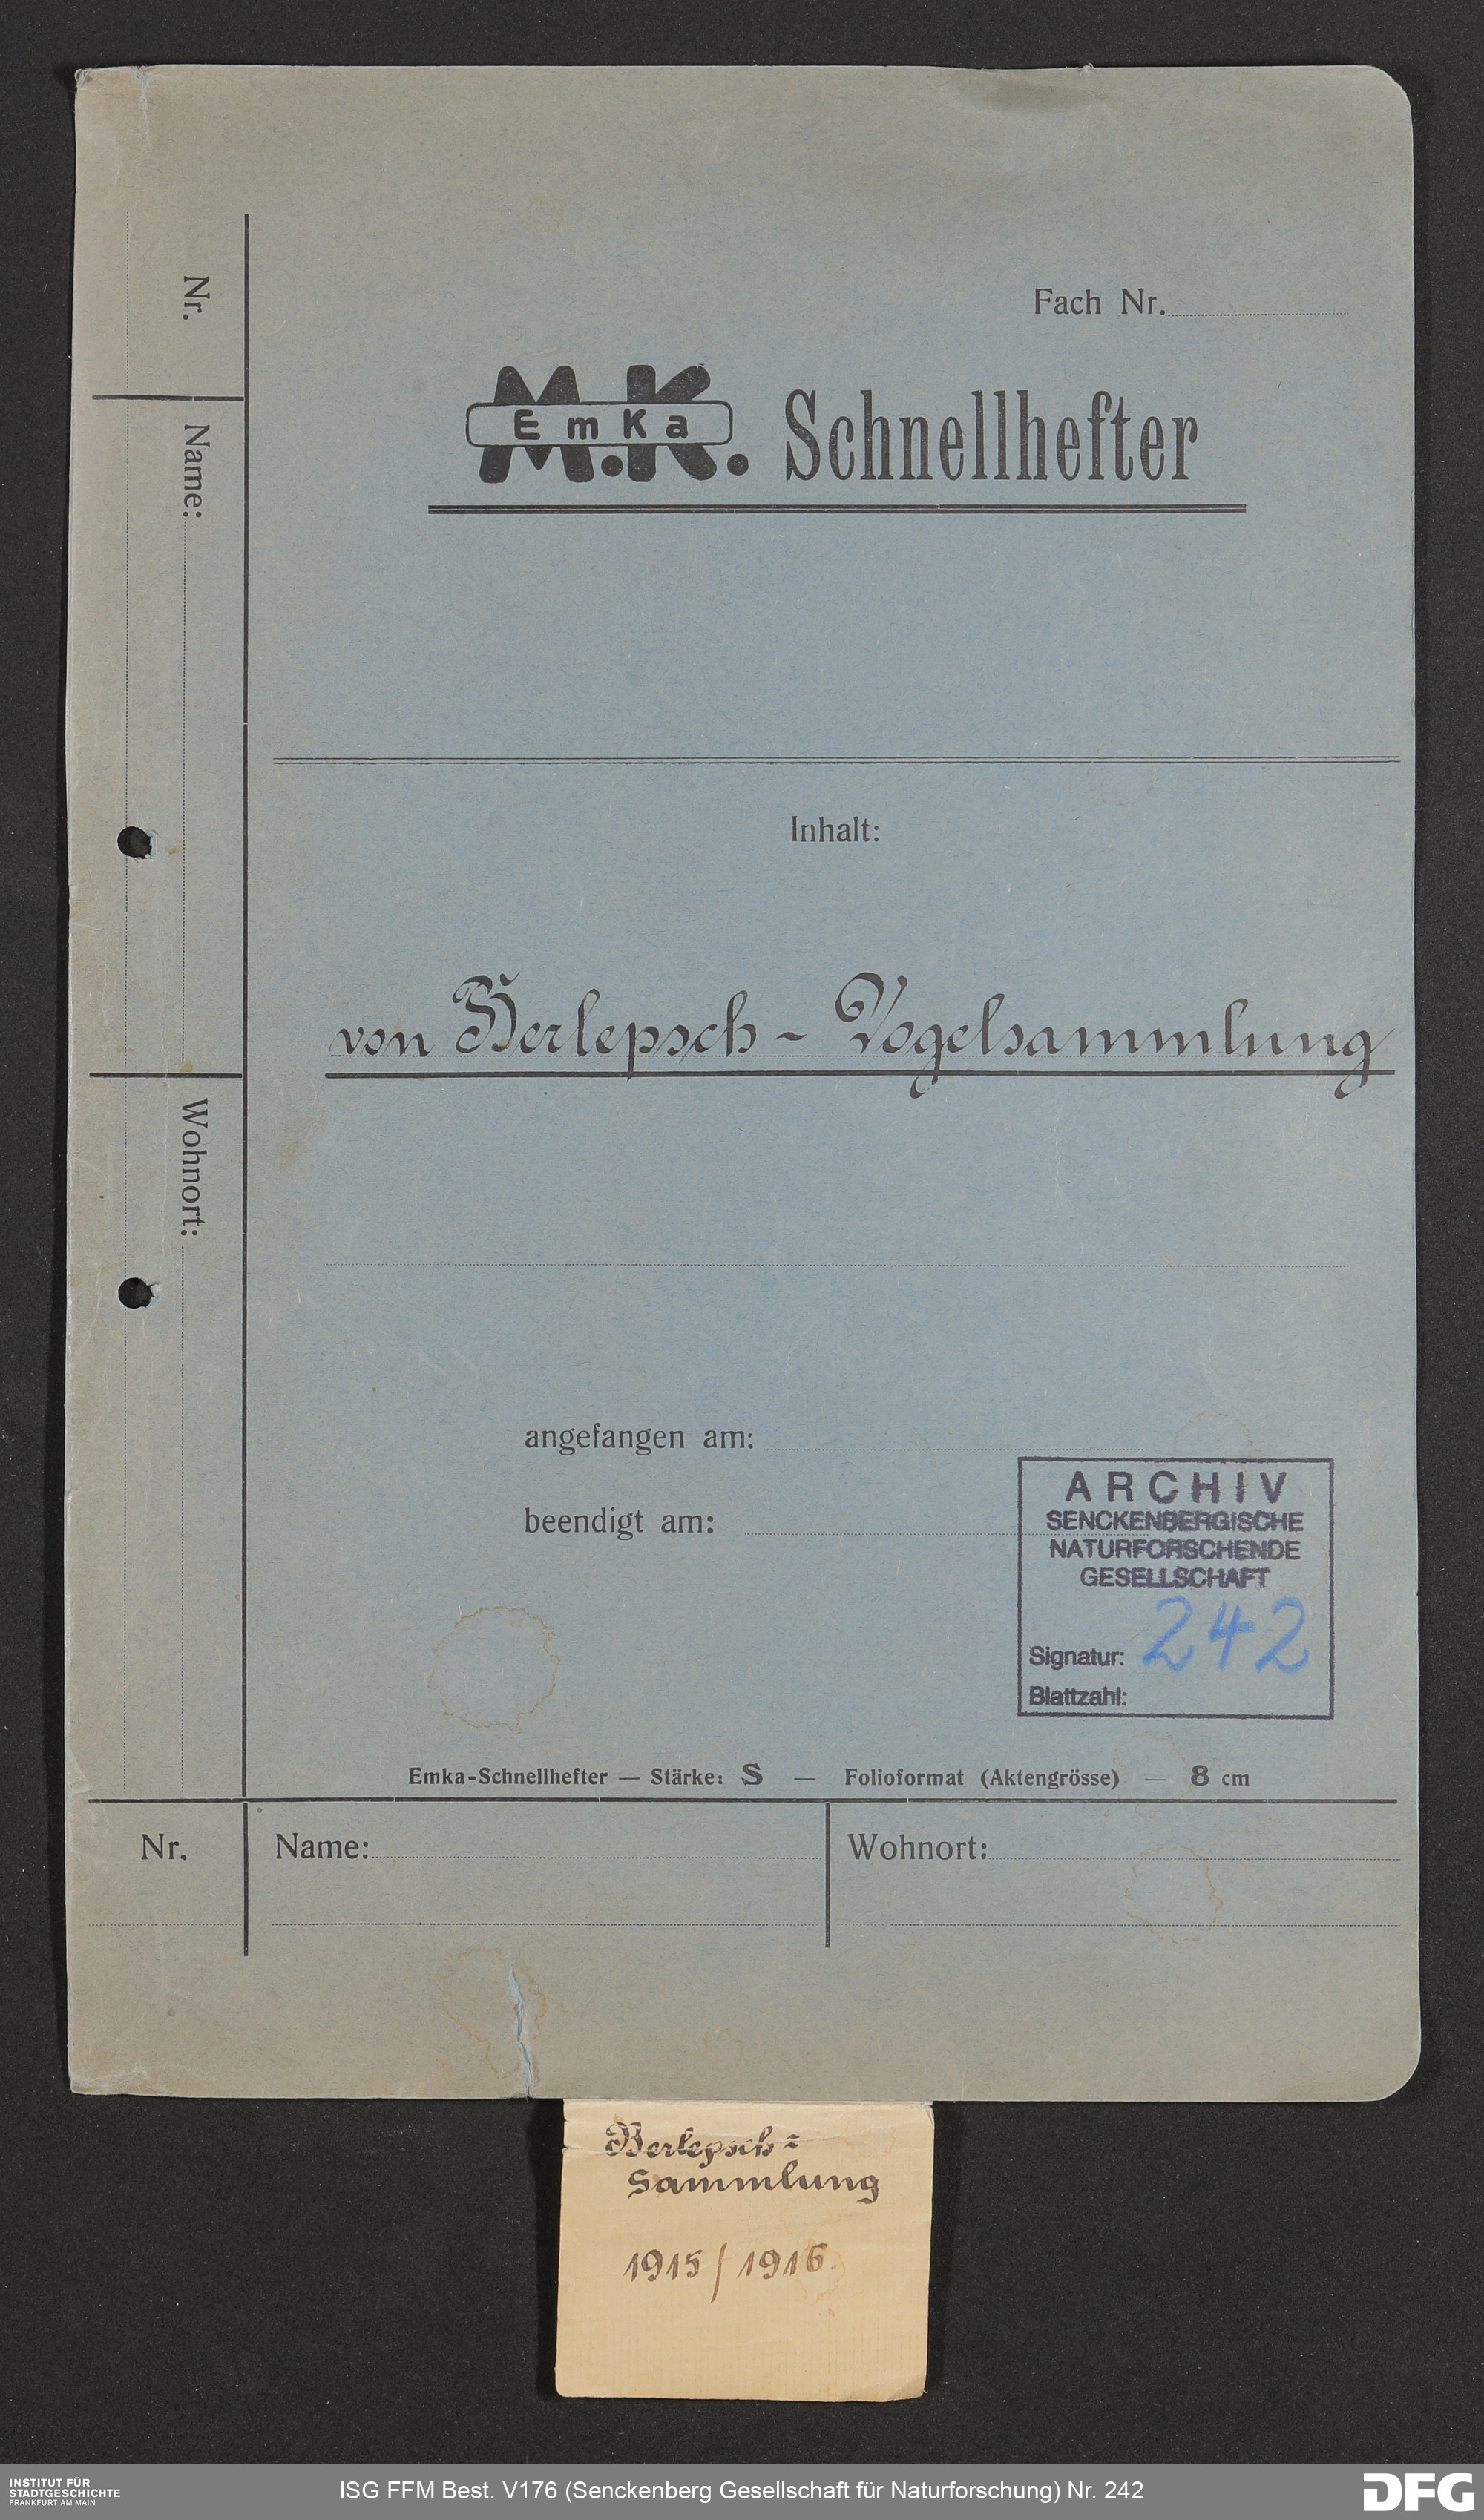 Fach Nr.
M.K.
EmKa
Schnellhefter
Inhalt:
von Berlepsch - Vogelsammlung
angefangen am:
beendigt am:
ARCHIV
SENCKENBERGISCHE
NATURFORSCHENDE
GESELLSCHAFT
Signatur: 242
Blattzahl:
Emka-Schnellhefter — Stärke: S — Folioformat (Aktengrösse) — 8 cm
Nr. Name: Wohnort:
Nr.
Name:
Wohnort:
Berlepsch=
Sammlung
1915/1916.
INSTITUT FÜR
STADTGESCHICHTE
FRANKFURT AM MAIN
ISG FFM Best. V176 (Senckenberg Gesellschaft für Naturforschung) Nr. 242
DFG